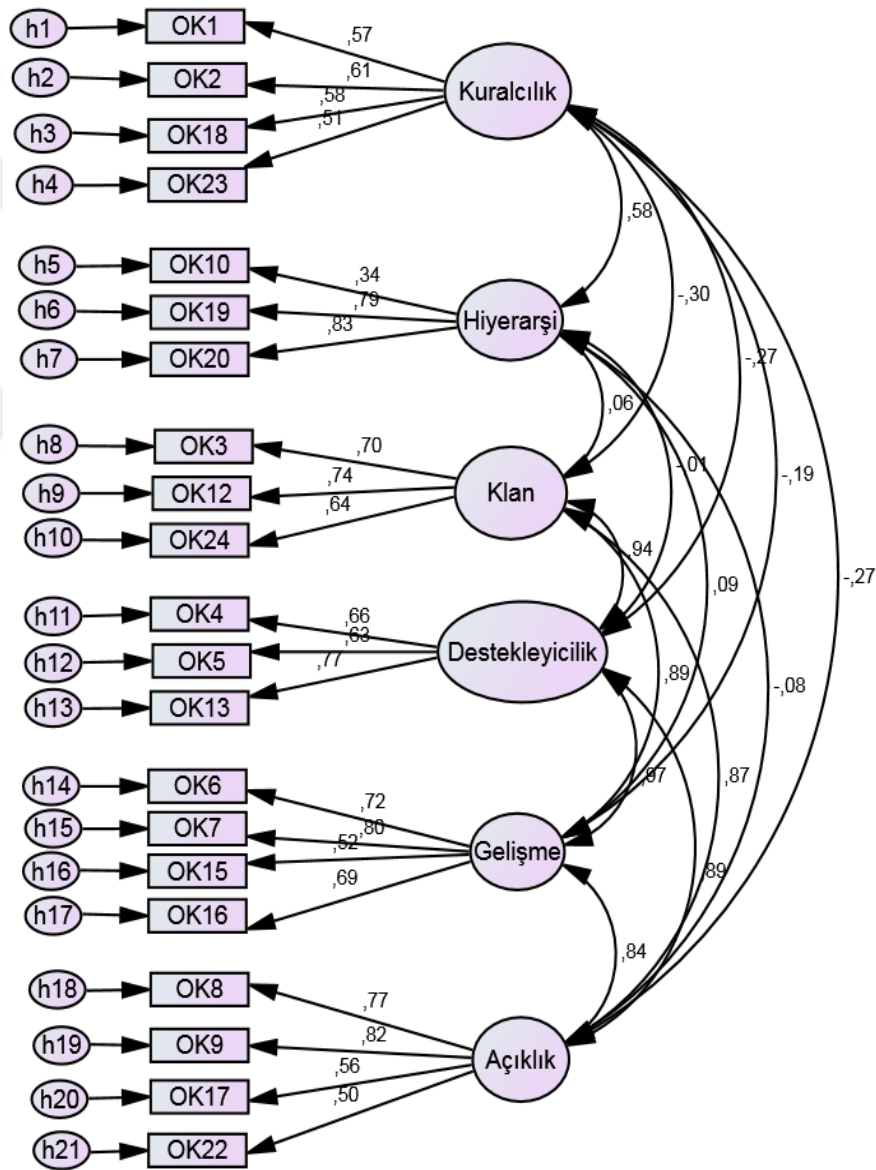 h1 OK1 ,57
h2 OK2 ,61 Kuralcılık
h3 OK18 ,58
h4 OK23 ,51
,58
-,30
h5 OK10 ,34
h6 OK19 ,79 Hiyerarşi
h7 OK20 ,83
-,27
,06
h8 OK3 ,70
h9 OK12 ,74 Klan
h10 OK24 ,64
-,01
-,19
,94
,09
-,27
h11 OK4 ,66
h12 OK5 ,63 Destekleyicilik
h13 OK13 ,77
,89
-,08
h14 OK6 ,72
h15 OK7 ,80
h16 OK15 ,52 Gelişme
h17 OK16 ,69
,97
,87
,89
,84
h18 OK8 ,77
h19 OK9 ,82 Açıklık
h20 OK17 ,56
h21 OK22 ,50